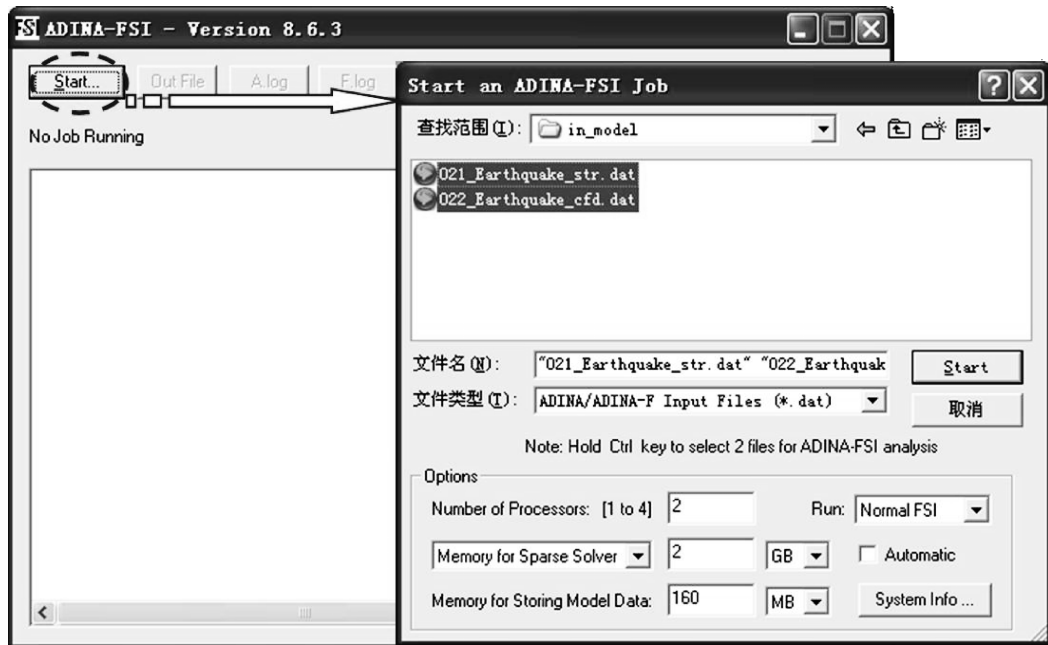 ADINA-FSI - Version 8.6.3
Start... Out File A.log F.log
No Job Running
Start an ADINA-FSI Job
查找范围(I): in_model
021_Earthquake_str.dat
022_Earthquake_cfd.dat
文件名(N): "021_Earthquake_str.dat" "022_Earthquak Start
文件类型(T): ADINA/ADINA-F Input Files (*.dat) 取消
Note: Hold Ctrl key to select 2 files for ADINA-FSI analysis
Options
Number of Processors: [1 to 4] 2 Run: Normal FSI
Memory for Sparse Solver 2 GB Automatic
Memory for Storing Model Data: 160 MB System Info ...